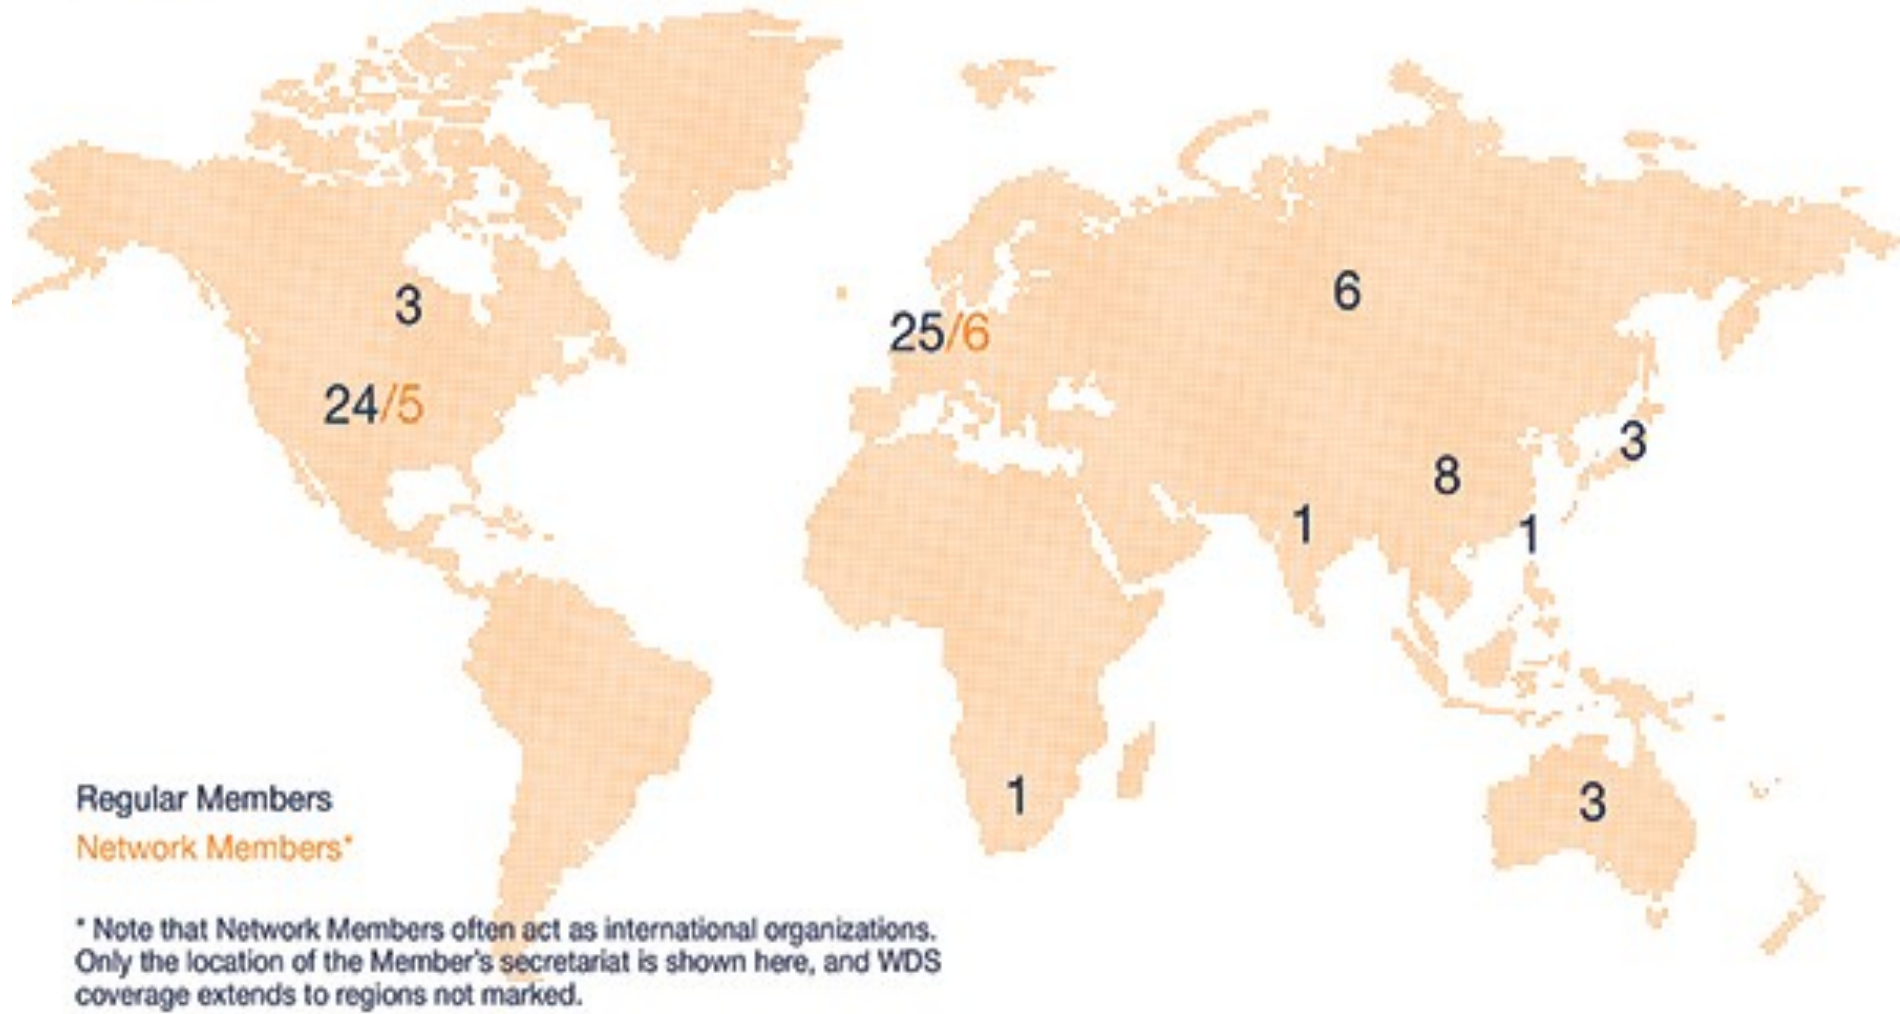 3
6
25/6
24/5
3
8
1
1
1
3
Regular Members
Network Members*
* Note that Network Members often act as international organizations.
Only the location of the Member's secretariat is shown here, and WDS
coverage extends to regions not marked.